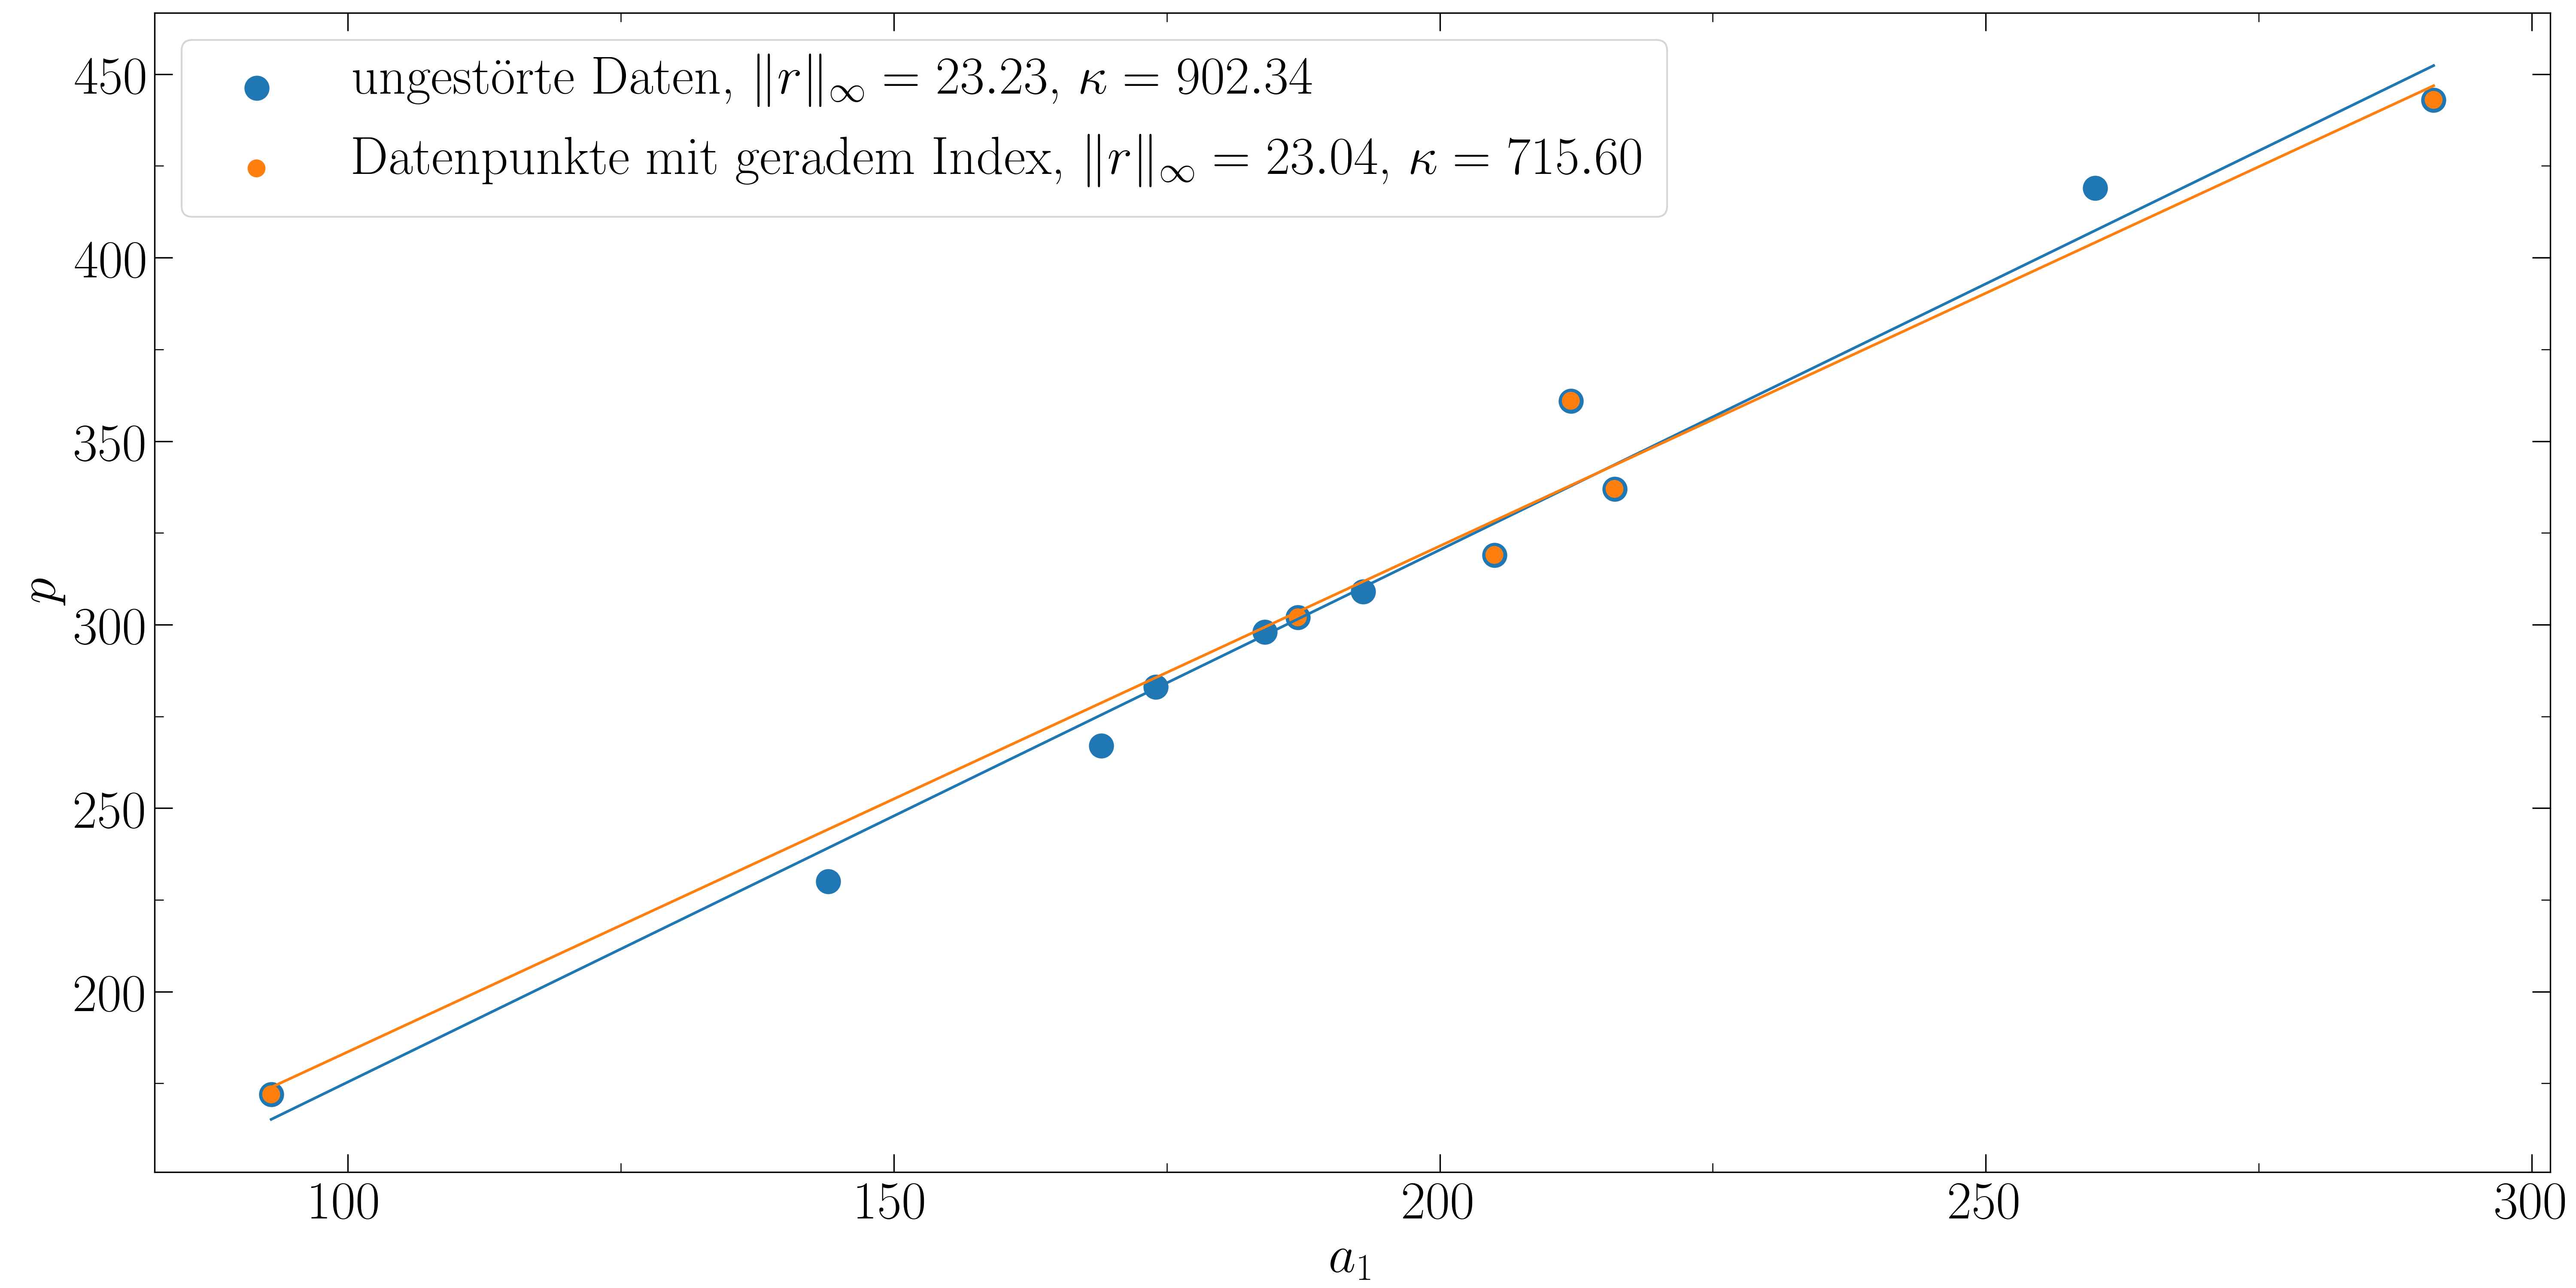 ungestörte Daten, ‖r‖∞ = 23.23, κ = 902.34
Datenpunkte mit geradem Index, ‖r‖∞ = 23.04, κ = 715.60
450
400
350
300
250
200
p
100 150 200 250 300
a₁